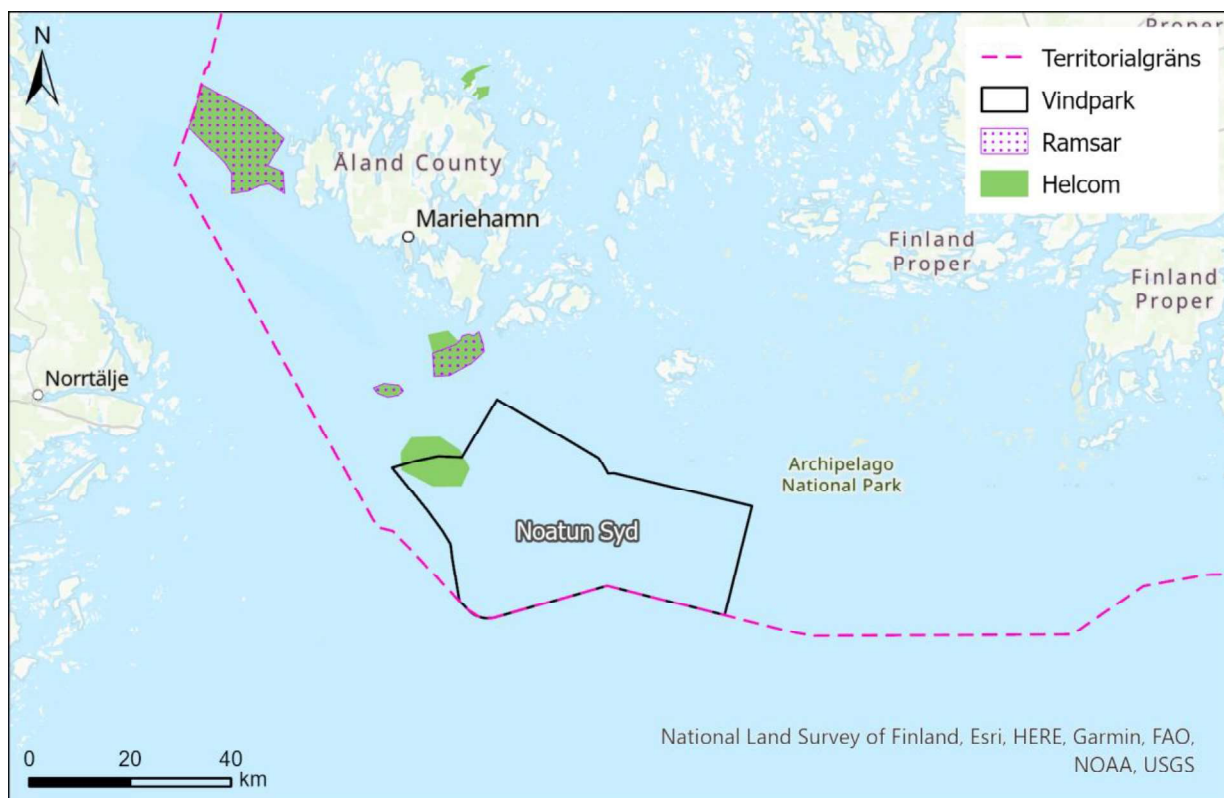 N
Proper
Territorialgräns
Vindpark
Ramsar
Helcom
Åland County
Mariehamn
Finland
Proper
Finland
Proper
Norrtälje
Archipelago
National Park
Noatun Syd
National Land Survey of Finland, Esri, HERE, Garmin, FAO,
NOAA, USGS
0 20 40
km